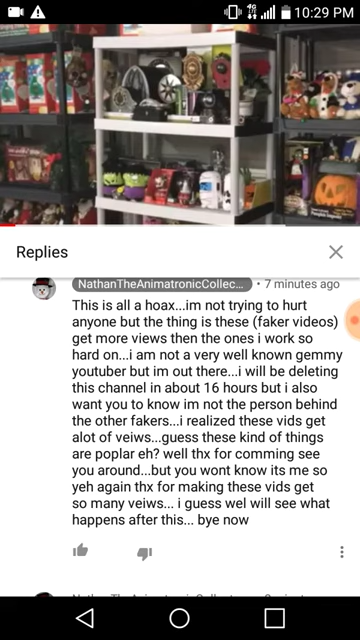 4G
10:29 PM
Replies
NathanTheAnimatronicCollec... • 7 minutes ago
This is all a hoax...im not trying to hurt
anyone but the thing is these (faker videos)
get more views then the ones i work so
hard on...i am not a very well known gemmy
youtuber but im out there...i will be deleting
this channel in about 16 hours but i also
want you to know im not the person behind
the other fakers...i realized these vids get
alot of veiws...guess these kind of things
are poplar eh? well thx for comming see
you around...but you wont know its me so
yeh again thx for making these vids get
so many veiws... i guess wel will see what
happens after this... bye now